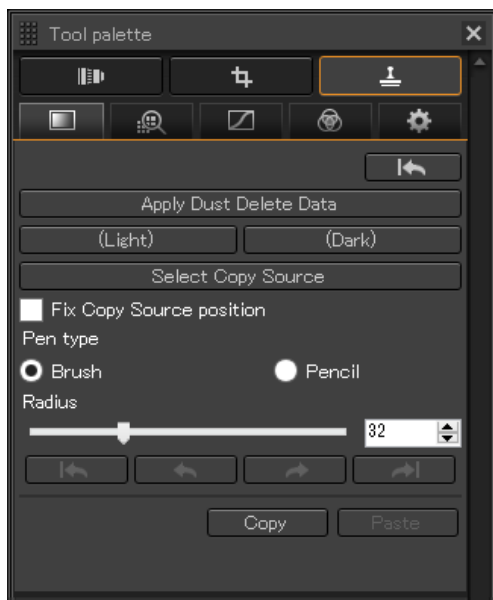 Tool palette
Apply Dust Delete Data
(Light) (Dark)
Select Copy Source
Fix Copy Source position
Pen type
Brush Pencil
Radius
32
Copy Paste